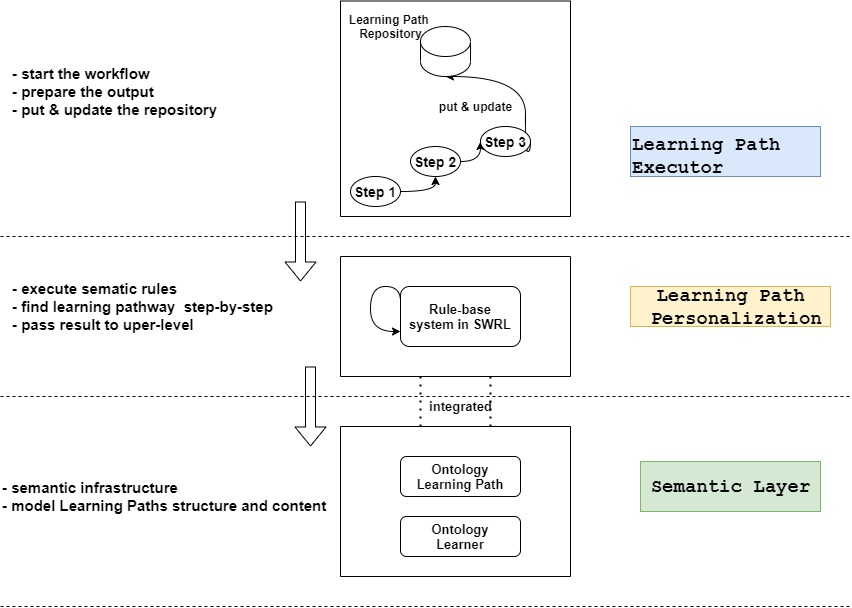 Learning Path
Repository
- start the workflow
- prepare the output
- put & update the repository
put & update
Step 3
Step 2
Step 1
Learning Path
Executor
- execute sematic rules
- find learning pathway  step-by-step
- pass result to uper-level
Rule-base
system in SWRL
Learning Path
Personalization
integrated
- semantic infrastructure
- model Learning Paths structure and content
Ontology
Learning Path
Ontology
Learner
Semantic Layer